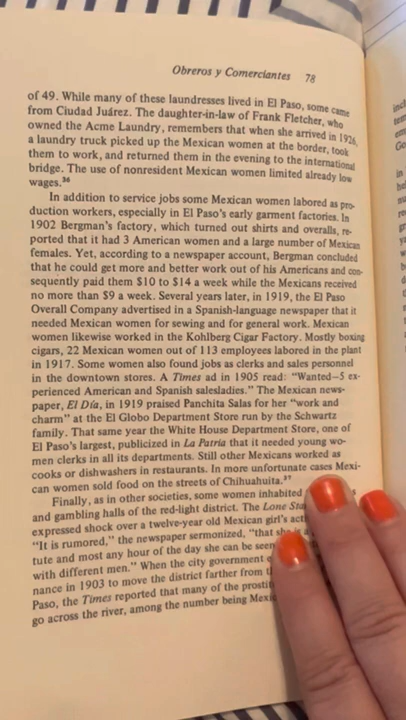 Obreros y Comerciantes 78
of 49. While many of these laundresses lived in El Paso, some came
from Ciudad Juárez. The daughter-in-law of Frank Fletcher, who
owned the Acme Laundry, remembers that when she arrived in 1926,
a laundry truck picked up the Mexican women at the border, took
them to work, and returned them in the evening to the international
bridge. The use of nonresident Mexican women limited already low
wages.³⁶
In addition to service jobs some Mexican women labored as pro-
duction workers, especially in El Paso's early garment factories. In
1902 Bergman's factory, which turned out shirts and overalls, re-
ported that it had 3 American women and a large number of Mexican
females. Yet, according to a newspaper account, Bergman concluded
that he could get more and better work out of his Americans and con-
sequently paid them $10 to $14 a week while the Mexicans received
no more than $9 a week. Several years later, in 1919, the El Paso
Overall Company advertised in a Spanish-language newspaper that it
needed Mexican women for sewing and for general work. Mexican
women likewise worked in the Kohlberg Cigar Factory. Mostly boxing
cigars, 22 Mexican women out of 113 employees labored in the plant
in 1917. Some women also found jobs as clerks and sales personnel
in the downtown stores. A Times ad in 1905 read: "Wanted—5 ex-
perienced American and Spanish salesladies." The Mexican news-
paper, El Día, in 1919 praised Panchita Salas for her "work and
charm" at the El Globo Department Store run by the Schwartz
family. That same year the White House Department Store, one of
El Paso's largest, publicized in La Patria that it needed young wo-
men clerks in all its departments. Still other Mexicans worked as
cooks or dishwashers in restaurants. In more unfortunate cases Mexi-
can women sold food on the streets of Chihuahuita.³⁷
Finally, as in other societies, some women inhabited
and gambling halls of the red-light district. The Lone
expressed shock over a twelve-year old Mexican girl's
"It is rumored," the newspaper sermonized, "that she is a
tute and most any hour of the day she can be seen
with different men." When the city government
nance in 1903 to move the district farther from
Paso, the Times reported that many of the
go across the river, among the number being